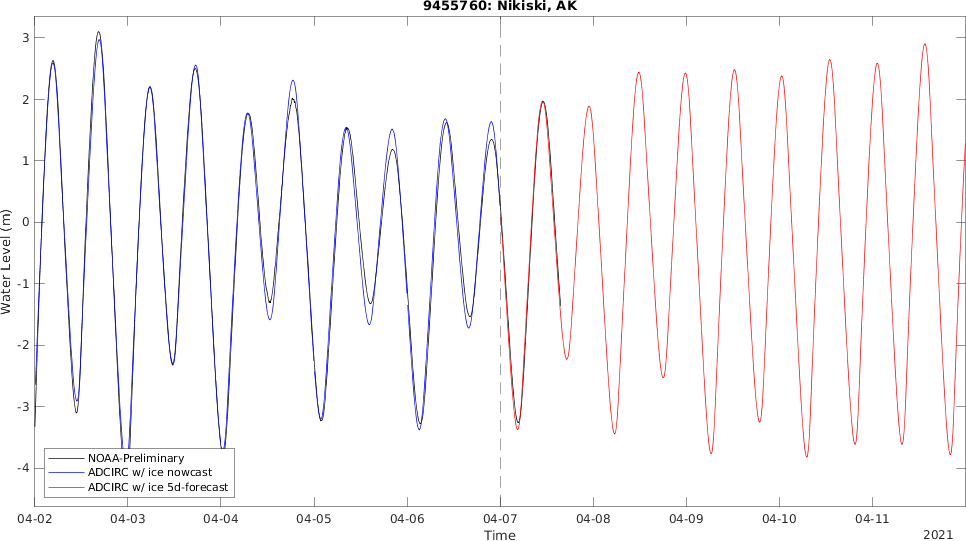 9455760: Nikiski, AK
Water Level (m)
3
2
1
0
-1
-2
-3
-4
NOAA-Preliminary
ADCIRC w/ ice nowcast
ADCIRC w/ ice 5d-forecast
04-02 04-03 04-04 04-05 04-06 04-07 04-08 04-09 04-10 04-11
Time
2021